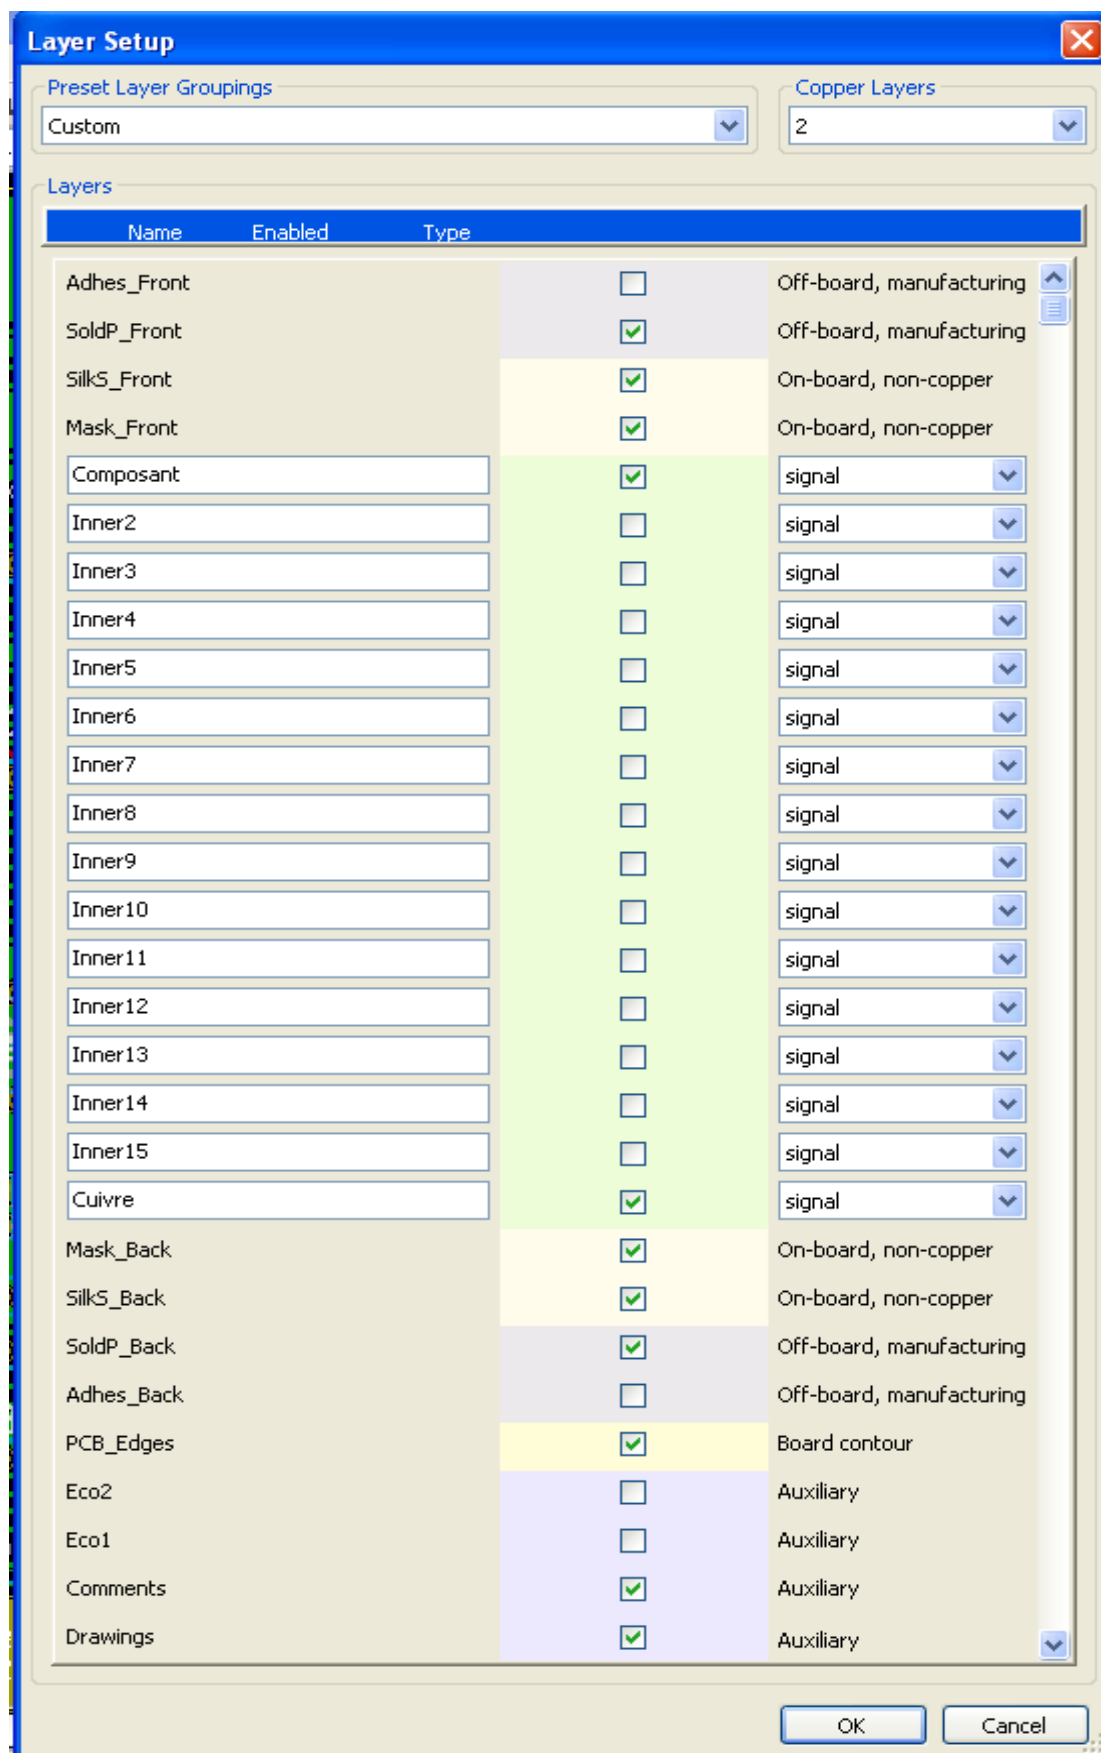 Layer Setup
Preset Layer Groupings Copper Layers
Custom 2
Layers
Name Enabled Type
Adhes_Front Off-board, manufacturing
SoldP_Front Off-board, manufacturing
SilkS_Front On-board, non-copper
Mask_Front On-board, non-copper
Composant signal
Inner2 signal
Inner3 signal
Inner4 signal
Inner5 signal
Inner6 signal
Inner7 signal
Inner8 signal
Inner9 signal
Inner10 signal
Inner11 signal
Inner12 signal
Inner13 signal
Inner14 signal
Inner15 signal
Cuivre signal
Mask_Back On-board, non-copper
SilkS_Back On-board, non-copper
SoldP_Back Off-board, manufacturing
Adhes_Back Off-board, manufacturing
PCB_Edges Board contour
Eco2 Auxiliary
Eco1 Auxiliary
Comments Auxiliary
Drawings Auxiliary
OK Cancel